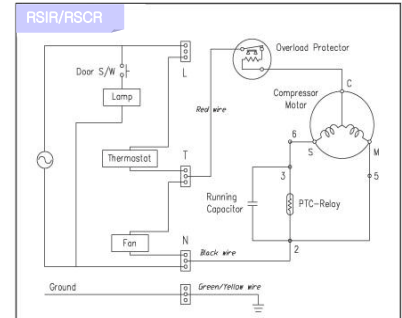 RSIR/RSCR
Overload Protector
Door S/W
L
C
Lamp
Compressor
Motor
Red wire
6
S
M
Thermostat
T
3
5
Running
Capacitor
PTC-Relay
Fan
N
2
Black wire
Ground
Green/Yellow wire